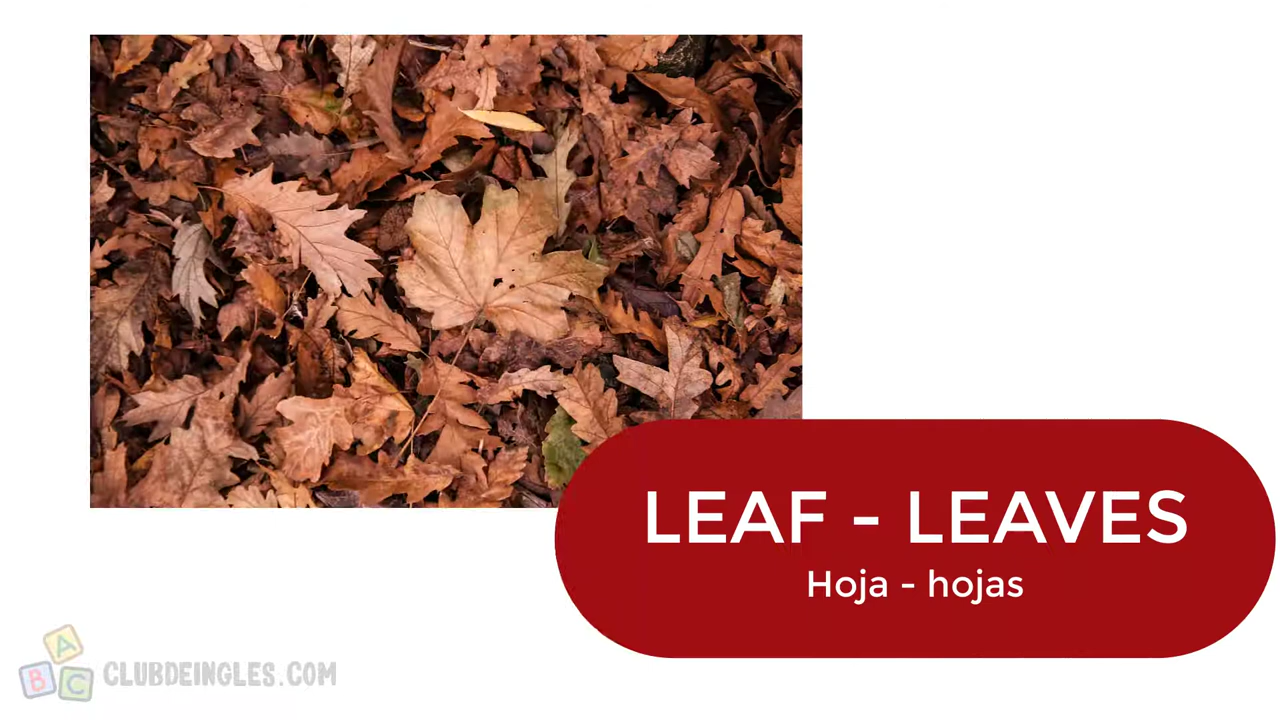 LEAF - LEAVES
Hoja - hojas
A
B C
CLUBDEINGLES.COM